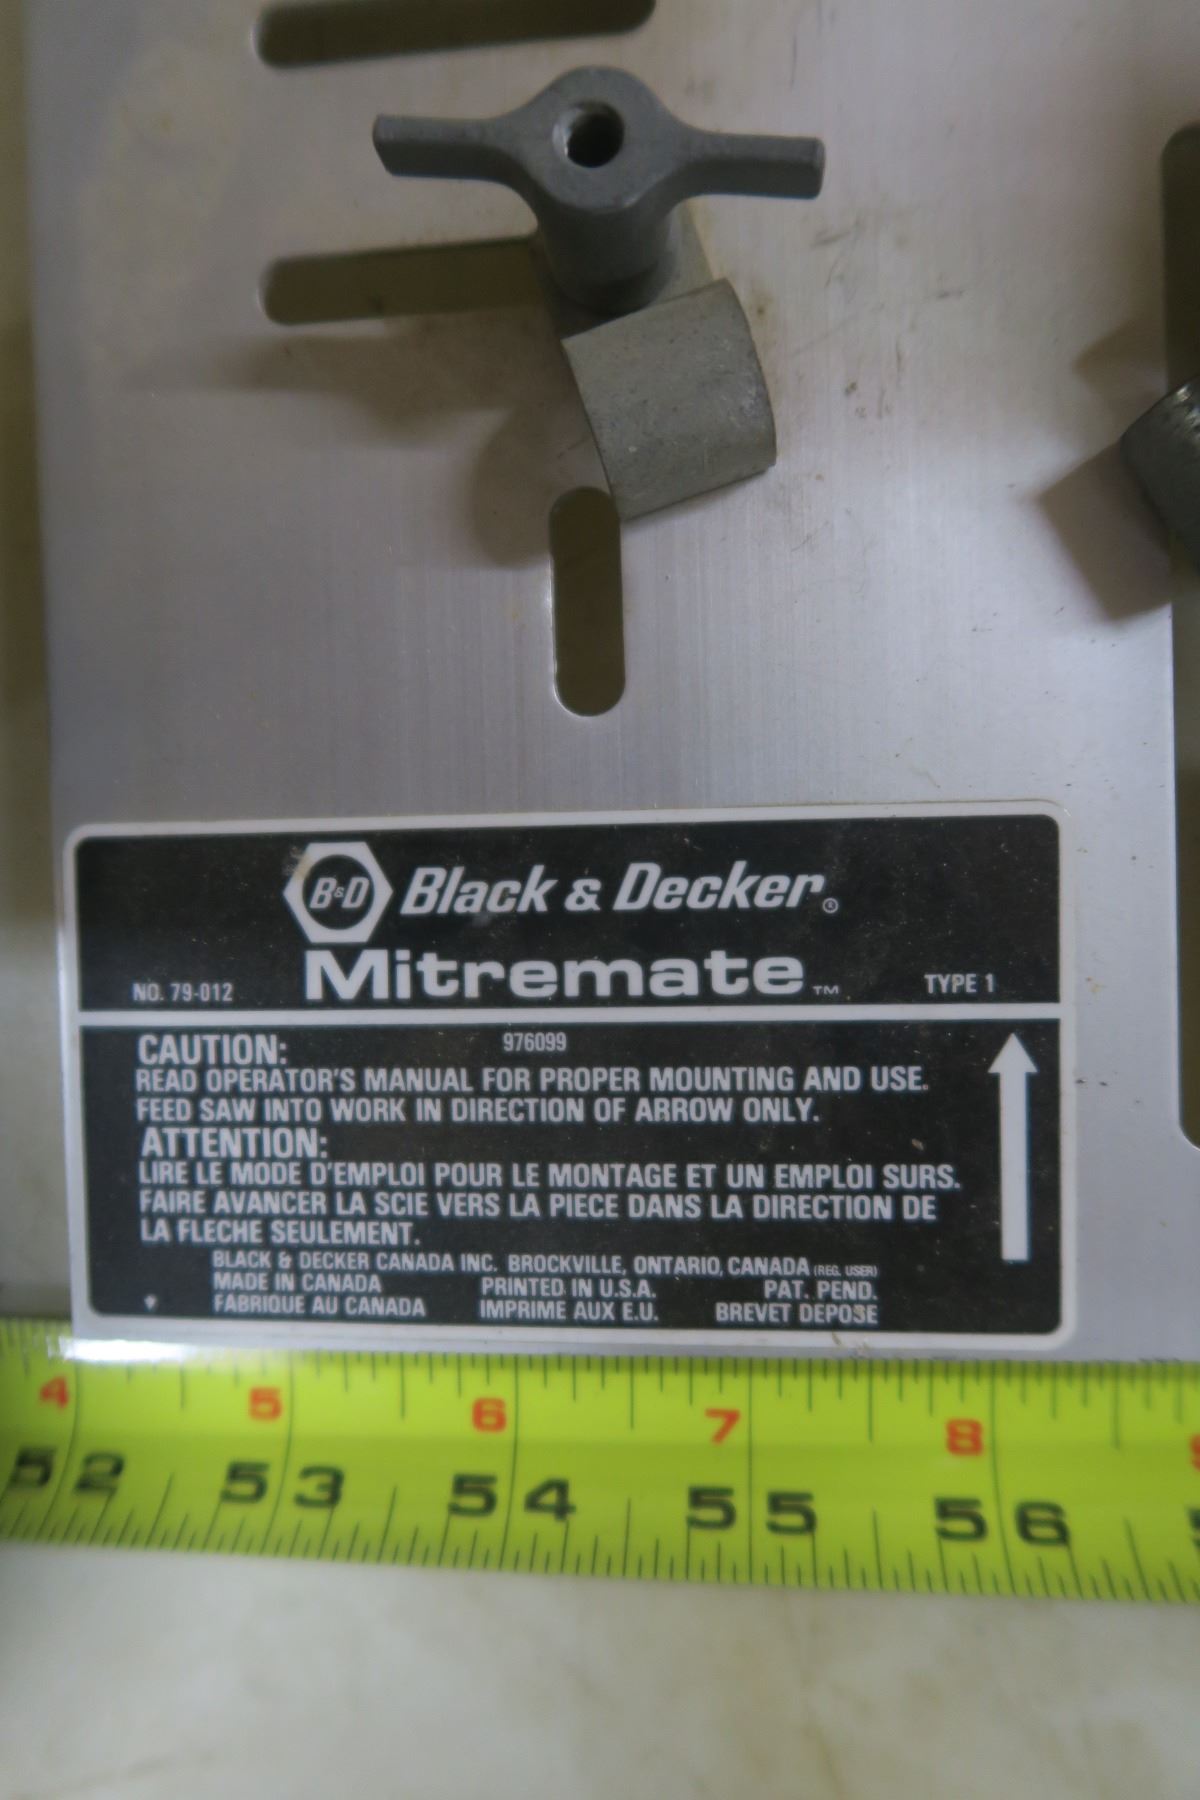 B&D Black & Decker®
Mitremate™
NO. 79-012
TYPE 1
CAUTION: 976099
READ OPERATOR'S MANUAL FOR PROPER MOUNTING AND USE.
FEED SAW INTO WORK IN DIRECTION OF ARROW ONLY.
ATTENTION:
LIRE LE MODE D'EMPLOI POUR LE MONTAGE ET UN EMPLOI SURS.
FAIRE AVANCER LA SCIE VERS LA PIECE DANS LA DIRECTION DE
LA FLECHE SEULEMENT.
BLACK & DECKER CANADA INC. BROCKVILLE, ONTARIO, CANADA (REG. USER)
MADE IN CANADA PRINTED IN U.S.A. PAT. PEND.
FABRIQUE AU CANADA IMPRIME AUX E.U. BREVET DEPOSE
4 5 6 7 8
52 53 54 55 56